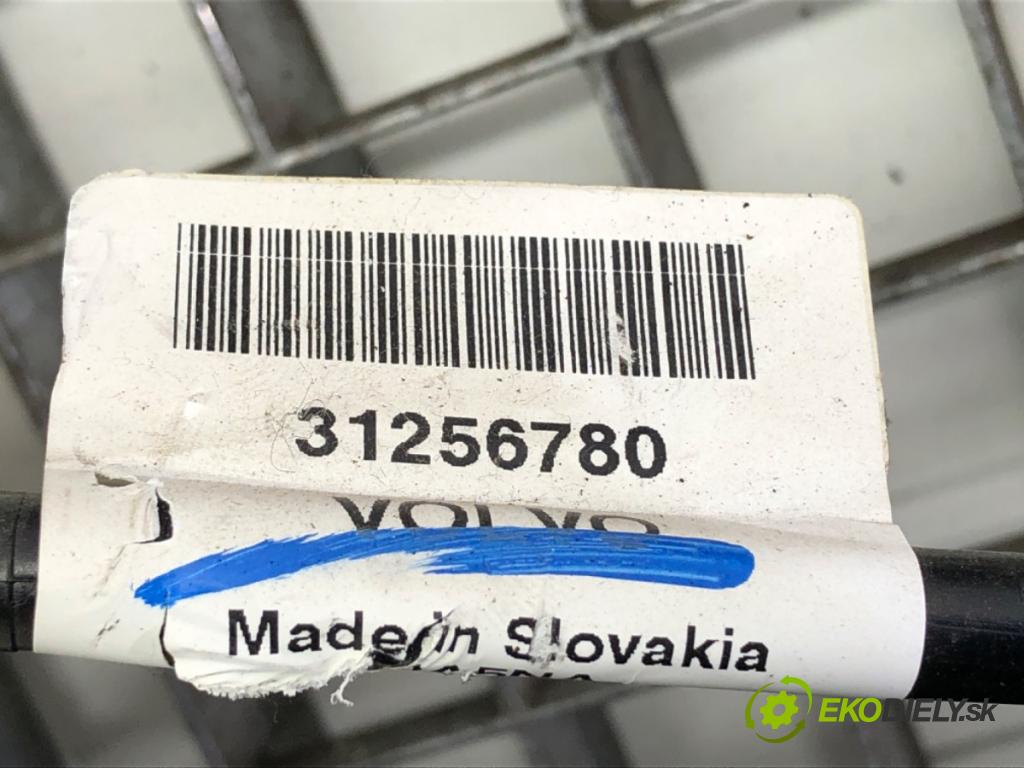 31256780
VOLVO
Made in Slovakia
EKODIELY.sk